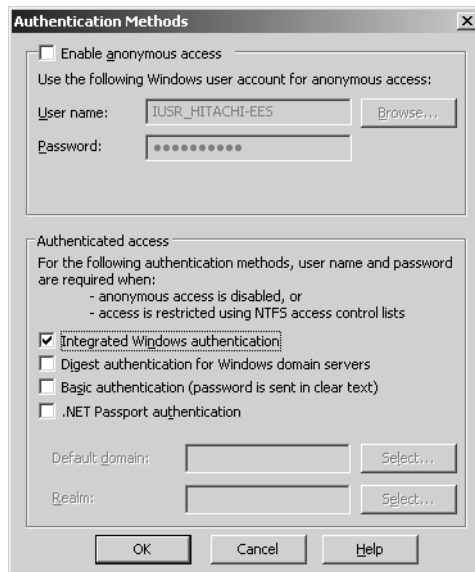 Authentication Methods
Enable anonymous access
Use the following Windows user account for anonymous access:
User name: IUSR_HITACHI-EES Browse...
Password: ●●●●●●●●●●
Authenticated access
For the following authentication methods, user name and password
are required when:
- anonymous access is disabled, or
- access is restricted using NTFS access control lists
Integrated Windows authentication
Digest authentication for Windows domain servers
Basic authentication (password is sent in clear text)
.NET Passport authentication
Default domain: Select...
Realm: Select...
OK Cancel Help